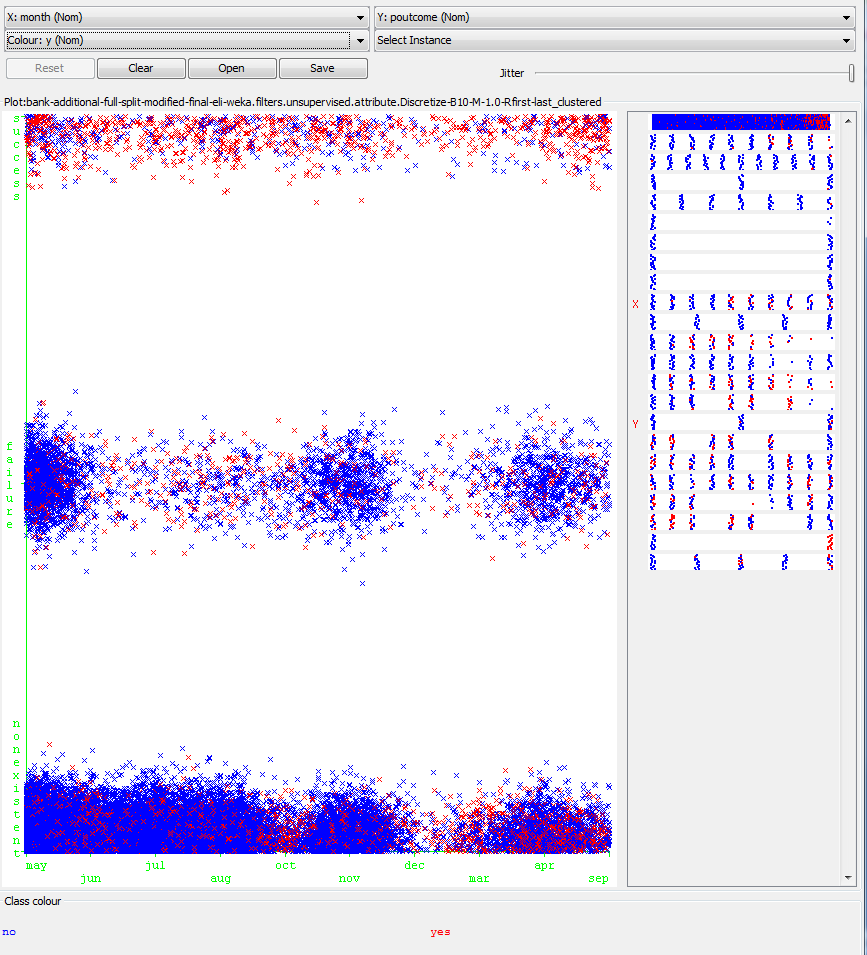 X: month (Nom)
Y: poutcome (Nom)
Colour: y (Nom)
Select Instance
Reset
Clear
Open
Save
Jitter
Plot:bank-additional-full-split-modified-final-eli-weka.filters.unsupervised.attribute.Discretize-B10-M-1.0-Rfirst-last_clustered
success
failure
nonexistent
X
Y
may
jun
jul
aug
oct
nov
dec
mar
apr
sep
Class colour
no
yes